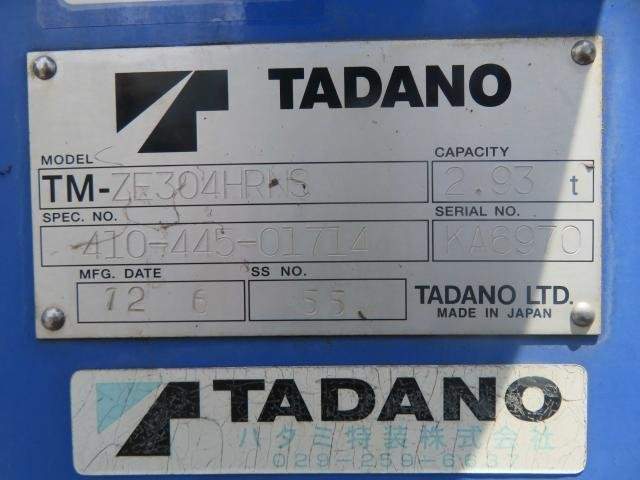 TADANO
MODEL CAPACITY
TM-ZE304HRNS 2.93 t
SPEC. NO. SERIAL NO.
410-445-01714 KA6970
MFG. DATE SS NO.
12 6 55 TADANO LTD.
MADE IN JAPAN
TADANO
ハタミ特装株式会社